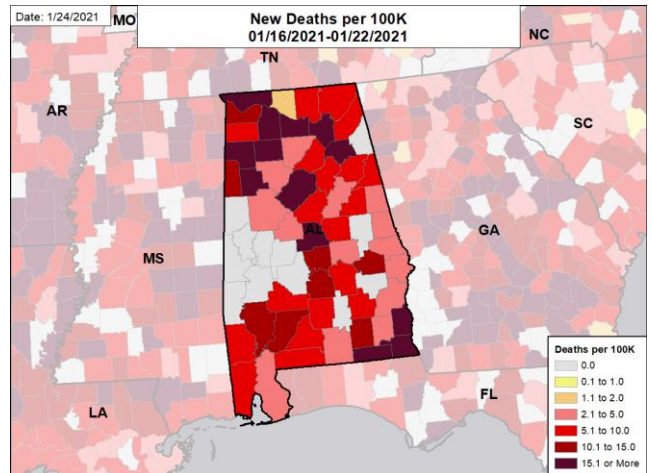 Date: 1/24/2021
New Deaths per 100K
01/16/2021-01/22/2021
MO
NC
TN
AR
SC
AL
MS
GA
LA
FL
Deaths per 100K
0.0
0.1 to 1.0
1.1 to 2.0
2.1 to 5.0
5.1 to 10.0
10.1 to 15.0
15.1 or More